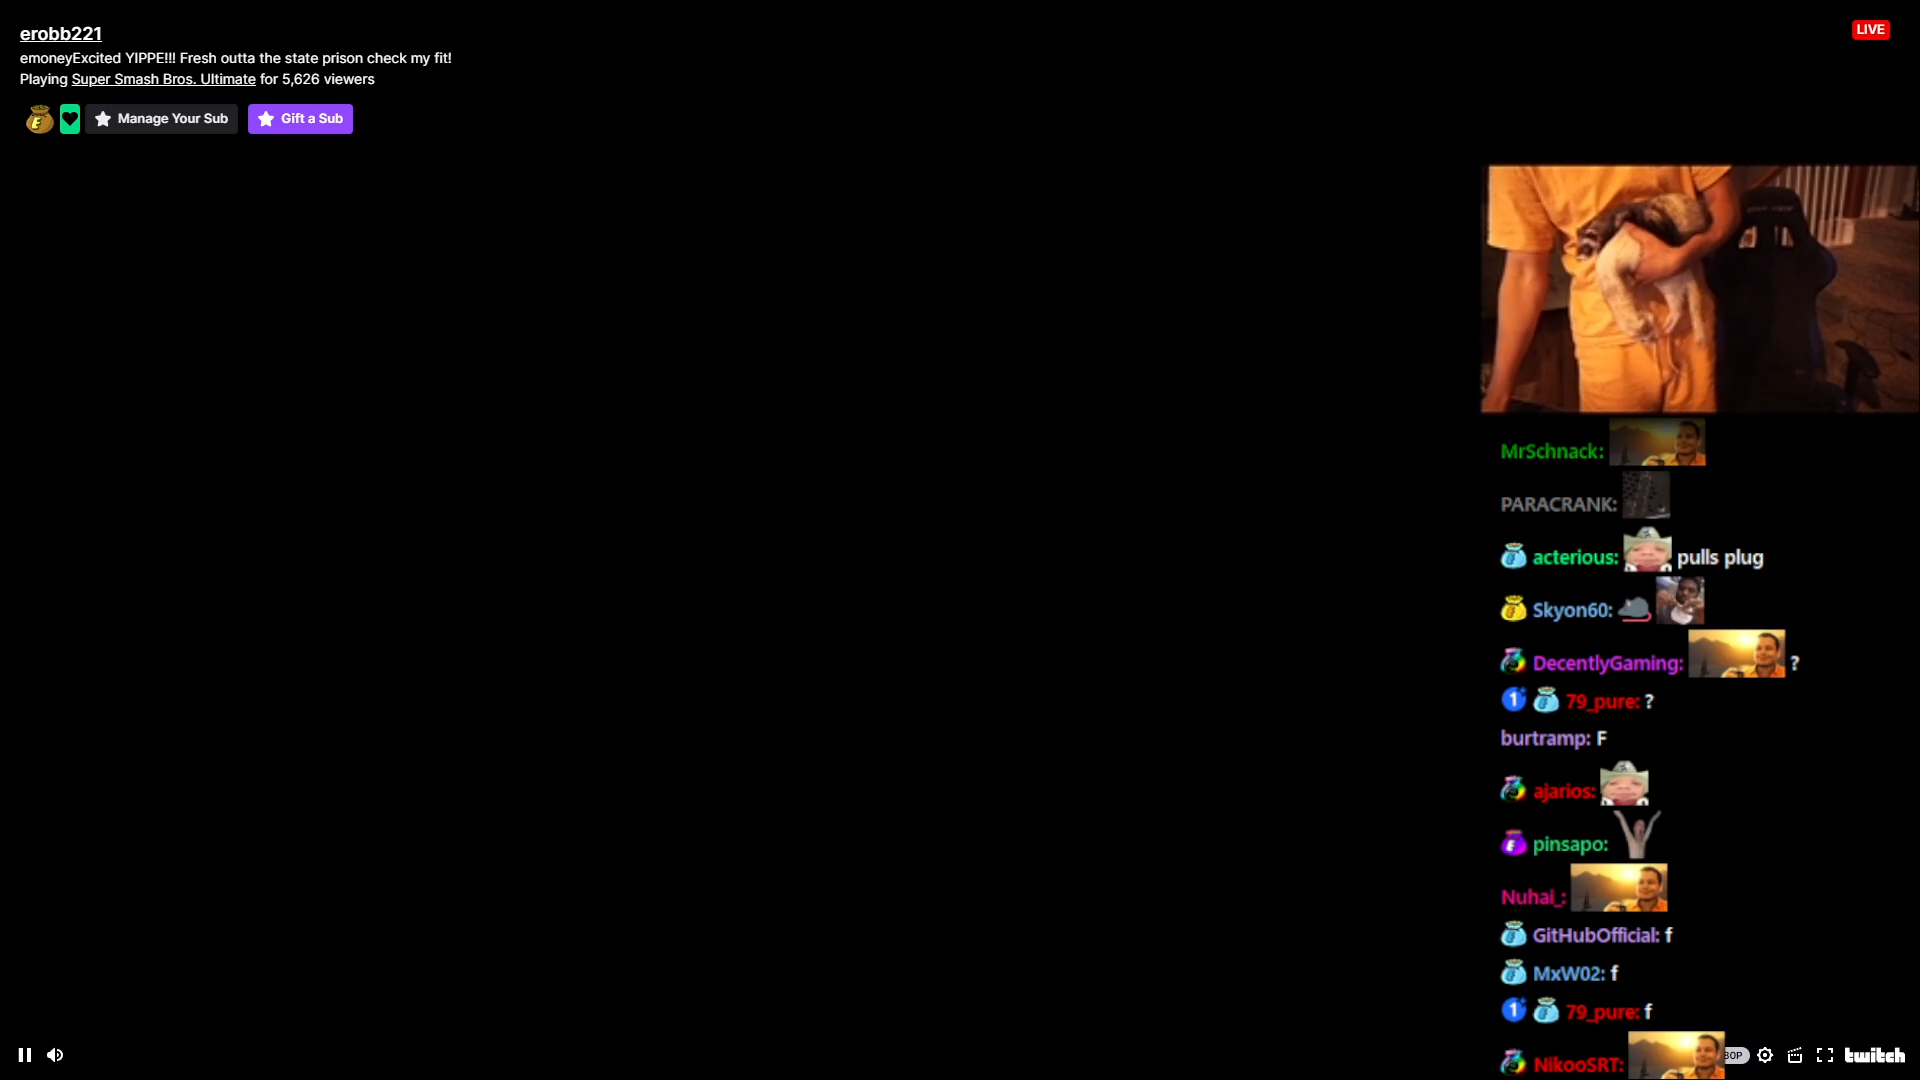 erobb221
LIVE
emoneyExcited YIPPE!!! Fresh outta the state prison check my fit!
Playing Super Smash Bros. Ultimate for 5,626 viewers
Manage Your Sub
Gift a Sub
MrSchnack:
PARACRANK:
acterious: pulls plug
Skyon60:
DecentlyGaming: ?
79_pure: ?
burtramp: F
ajarios:
pinsapo:
Nuhai_:
GitHubOfficial: f
MxW02: f
79_pure: f
NikooSRT:
twitch